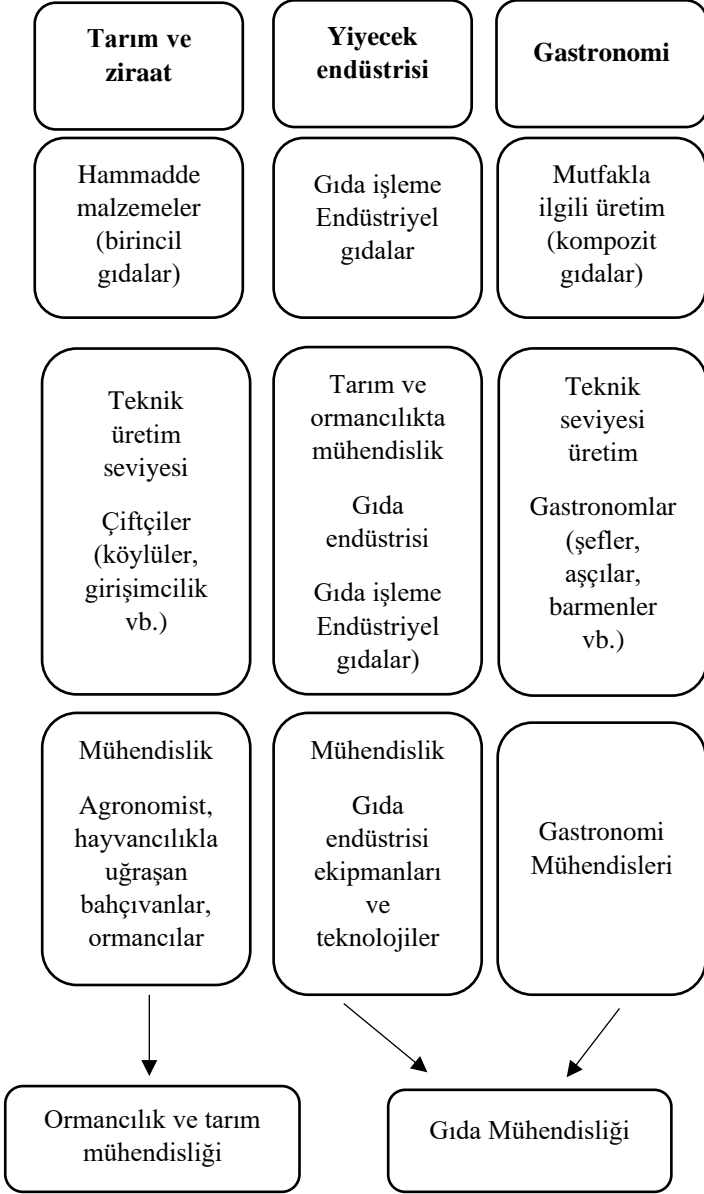 Tarım ve
ziraat
Yiyecek
endüstrisi
Gastronomi
Hammadde
malzemeler
(birincil
gıdalar)
Gıda işleme
Endüstriyel
gıdalar
Mutfakla
ilgili üretim
(kompozit
gıdalar)
Teknik
üretim
seviyesi
Çiftçiler
(köylüler,
girişimcilik
vb.)
Tarım ve
ormancılıkta
mühendislik
Gıda
endüstrisi
Gıda işleme
Endüstriyel
gıdalar)
Teknik
seviyesi
üretim
Gastronomlar
(şefler,
aşçılar,
barmenler
vb.)
Mühendislik
Agronomist,
hayvancılıkla
uğraşan
bahçıvanlar,
ormancılar
Mühendislik
Gıda
endüstrisi
ekipmanları
ve
teknolojiler
Gastronomi
Mühendisleri
Ormancılık ve tarım
mühendisliği
Gıda Mühendisliği